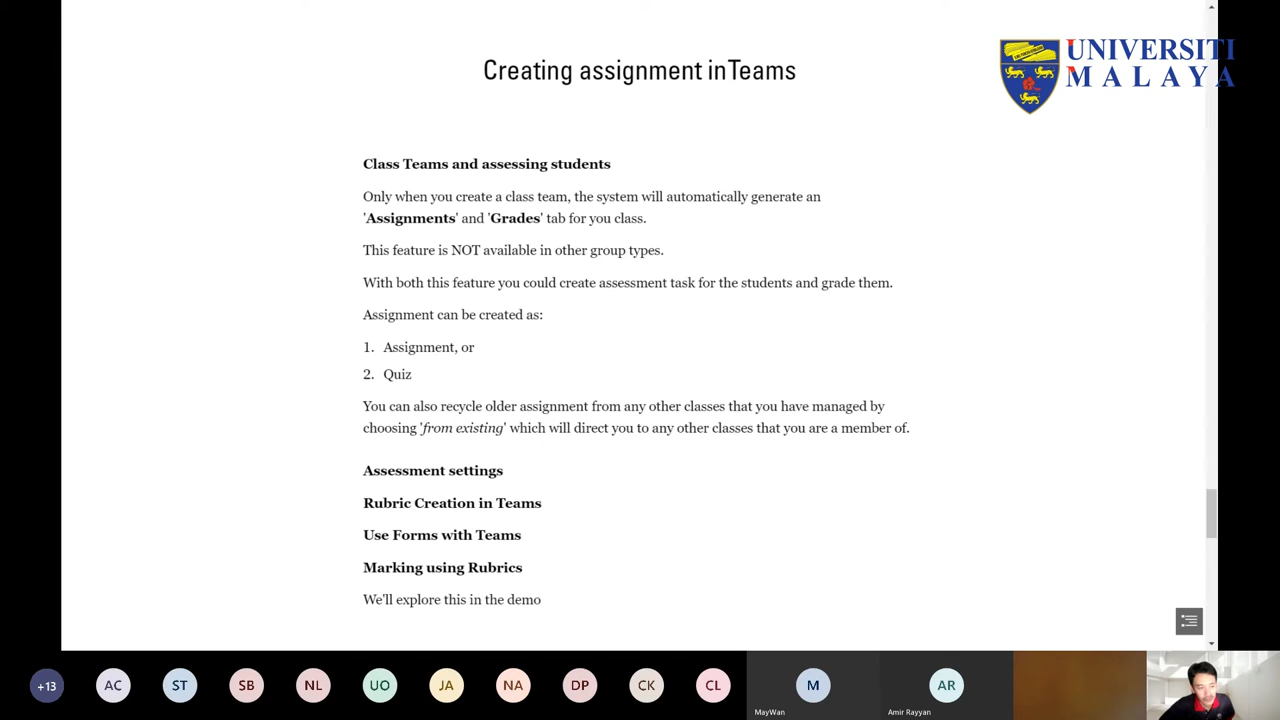 Creating assignment in Teams
UNIVERSITI
MALAYA
Class Teams and assessing students
Only when you create a class team, the system will automatically generate an
'Assignments' and 'Grades' tab for you class.
This feature is NOT available in other group types.
With both this feature you could create assessment task for the students and grade them.
Assignment can be created as:
1. Assignment, or
2. Quiz
You can also recycle older assignment from any other classes that you have managed by
choosing 'from existing' which will direct you to any other classes that you are a member of.
Assessment settings
Rubric Creation in Teams
Use Forms with Teams
Marking using Rubrics
We'll explore this in the demo
+13 AC ST SB NL UO JA NA DP CK CL M AR
MayWan Amir Rayyan